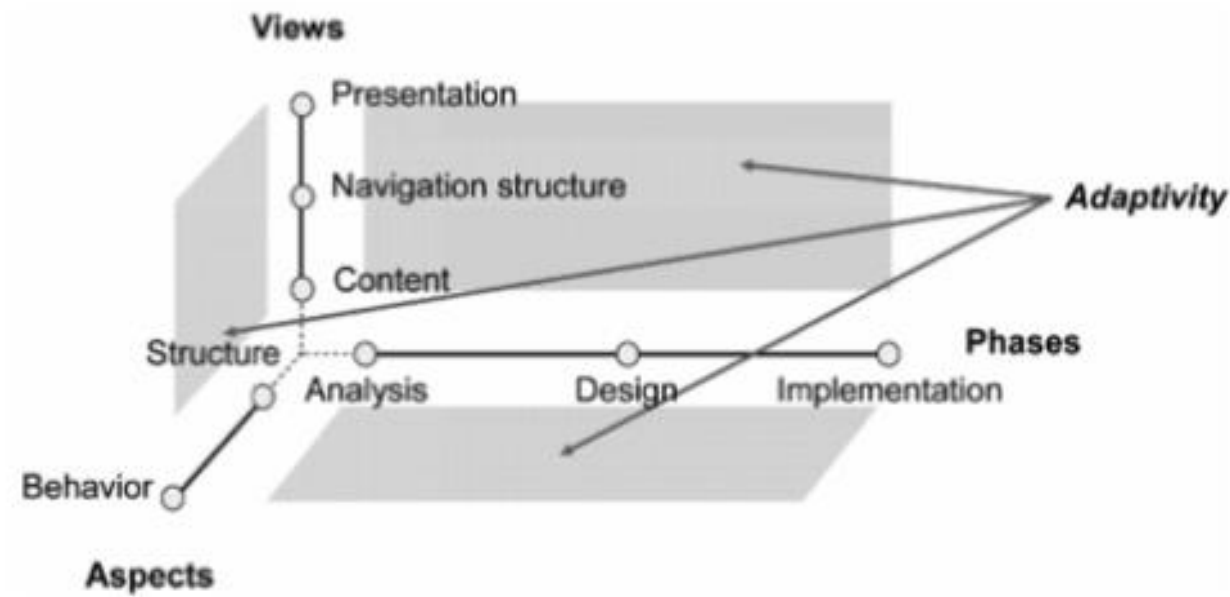 Views
Presentation
Navigation structure
Adaptivity
Content
Structure
Phases
Analysis
Design
Implementation
Behavior
Aspects